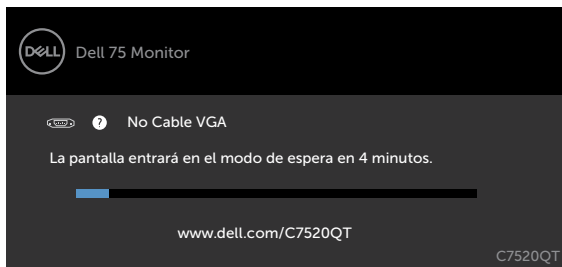 DELL
Dell 75 Monitor
? No Cable VGA
La pantalla entrará en el modo de espera en 4 minutos.
www.dell.com/C7520QT
C7520QT